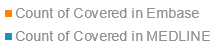 Count of Covered in Embase
Count of Covered in MEDLINE